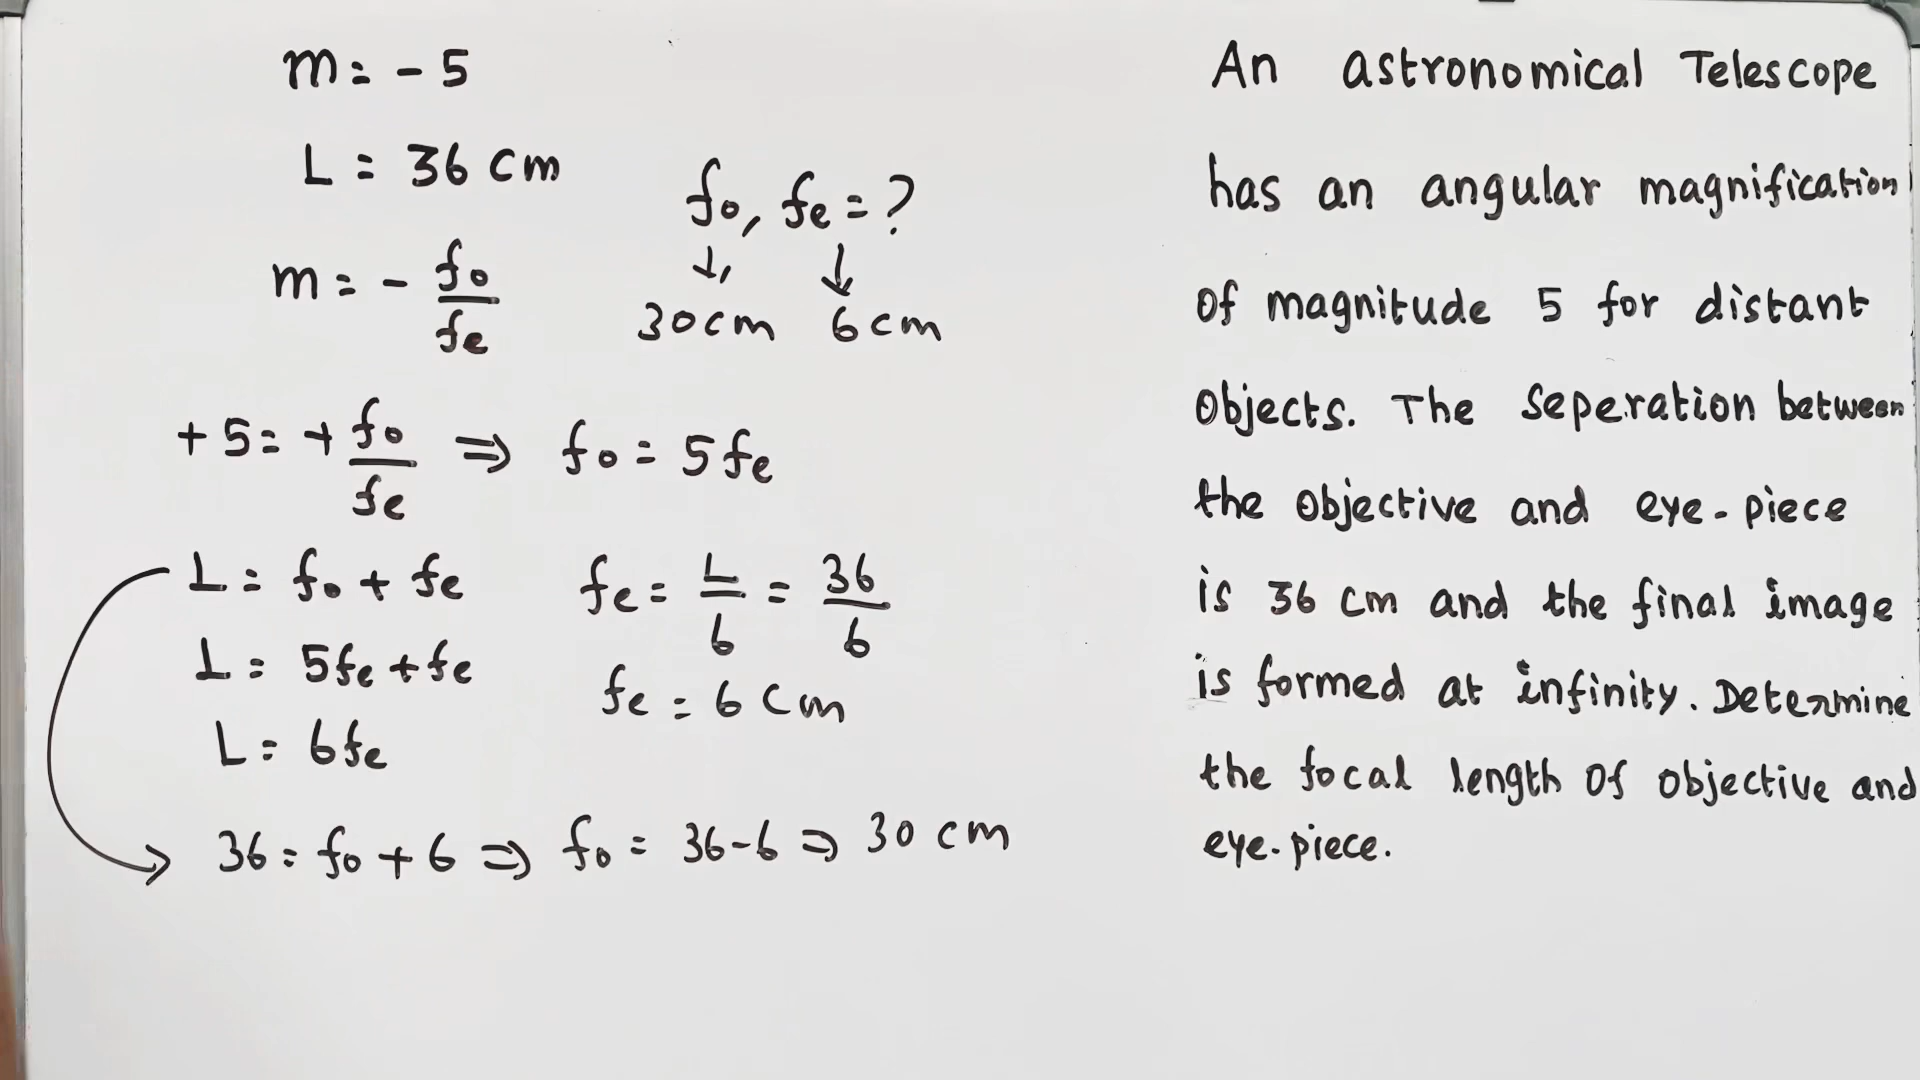 m = - 5
L = 36 cm
fo, fe = ?
↓, ↓
30cm 6cm
m = - fo/fe
+5 = + fo/fe ⇒ fo = 5fe
L = fo + fe
L = 5fe + fe
L = 6fe
fe = L/6 = 36/6
fe = 6 cm
36 = fo + 6 ⇒ fo = 36-6 ⇒ 30 cm
An astronomical Telescope
has an angular magnification
of magnitude 5 for distant
objects. The seperation between
the objective and eye-piece
is 36 cm and the final image
is formed at infinity. Determine
the focal length of objective and
eye-piece.